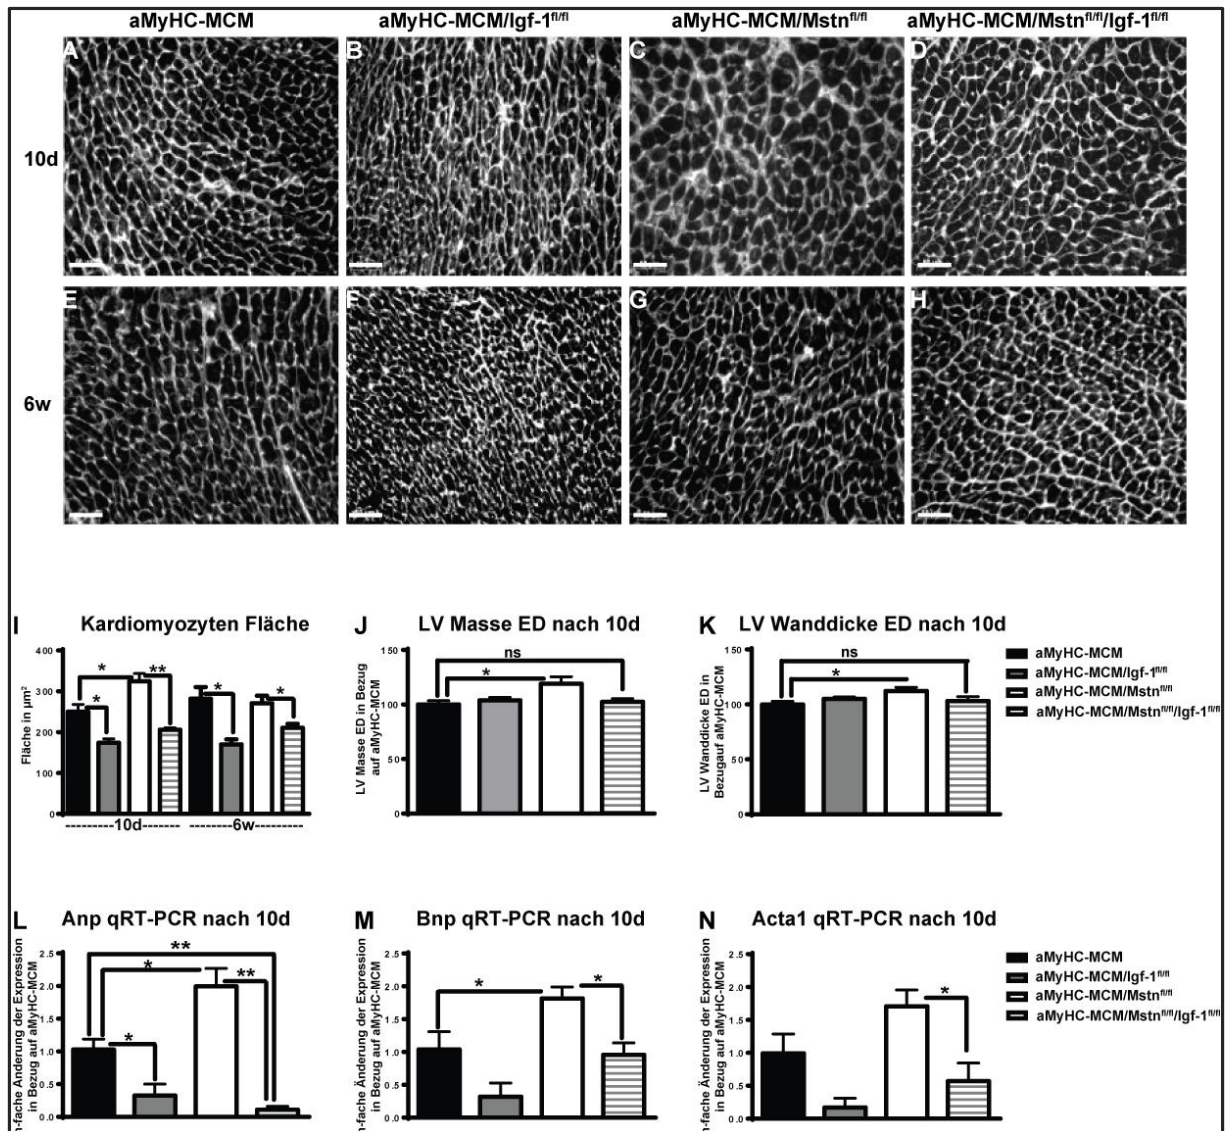 aMyHC-MCM aMyHC-MCM/Igf-1fl/fl aMyHC-MCM/Mstnfl/fl aMyHC-MCM/Mstnfl/fl/Igf-1fl/fl
A B C D
10d
E F G H
6w
I Kardiomyozyten Fläche
Fläche in µm²
400
300
200
100
0
* * ** * *
----------10d------- --------6w----------
J LV Masse ED nach 10d
LV Masse ED in Bezug
auf aMyHC-MCM
150
100
50
0
ns
*
K LV Wanddicke ED nach 10d
LV Wanddicke ED in
Bezugauf aMyHC-MCM
150
100
50
0
ns
*
aMyHC-MCM
aMyHC-MCM/Igf-1fl/fl
aMyHC-MCM/Mstnfl/fl
aMyHC-MCM/Mstnfl/fl/Igf-1fl/fl
L Anp qRT-PCR nach 10d
n-fache Änderung der Expression
in Bezug auf aMyHC-MCM
2.5
2.0
1.5
1.0
0.5
0.0
**
* **
*
M Bnp qRT-PCR nach 10d
n-fache Änderung der Expression
in Bezug auf aMyHC-MCM
2.5
2.0
1.5
1.0
0.5
0.0
* *
N Acta1 qRT-PCR nach 10d
n-fache Änderung der Expression
in Bezug auf aMyHC-MCM
2.5
2.0
1.5
1.0
0.5
0.0
*
aMyHC-MCM
aMyHC-MCM/Igf-1fl/fl
aMyHC-MCM/Mstnfl/fl
aMyHC-MCM/Mstnfl/fl/Igf-1fl/fl